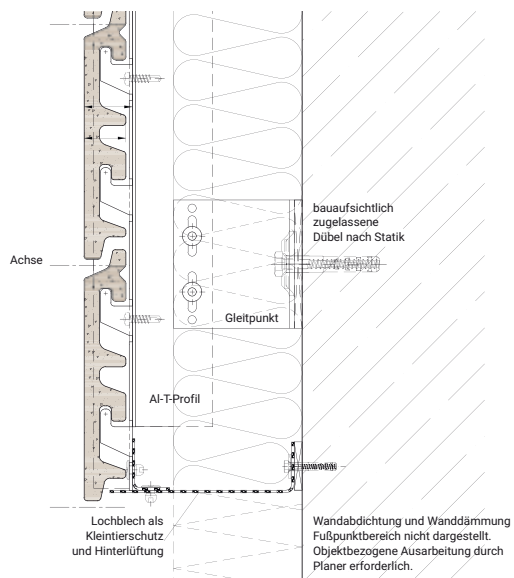 bauaufsichtlich
zugelassene
Dübel nach Statik
Achse
Gleitpunkt
Al-T-Profil
Lochblech als
Kleintierschutz
und Hinterlüftung
Wandabdichtung und Wanddämmung
Fußpunktbereich nicht dargestellt.
Objektbezogene Ausarbeitung durch
Planer erforderlich.